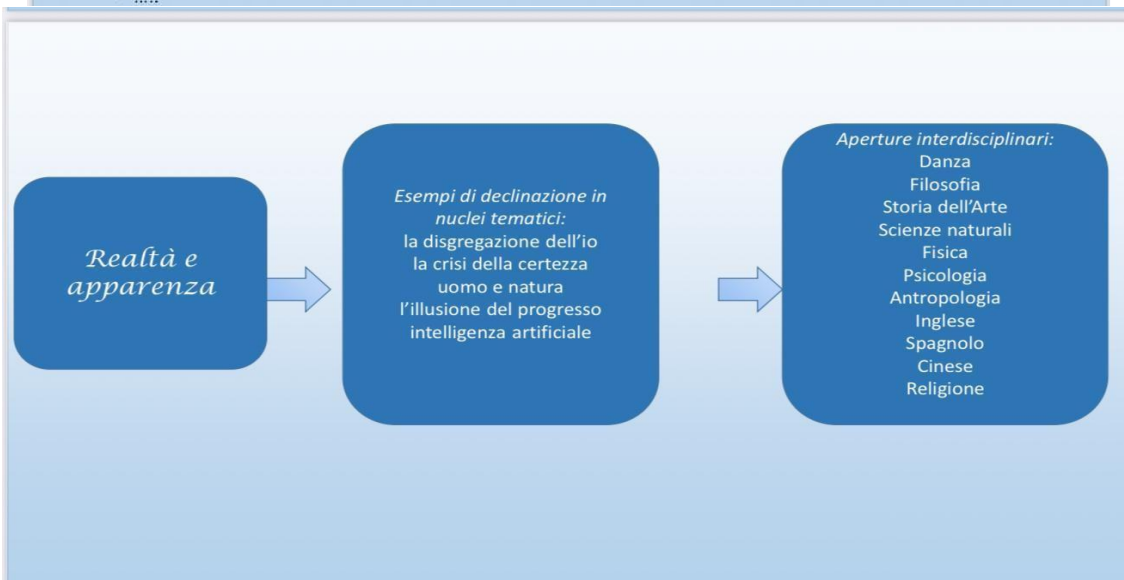 Realtà e
apparenza
Esempi di declinazione in
nuclei tematici:
la disgregazione dell’io
la crisi della certezza
uomo e natura
l’illusione del progresso
intelligenza artificiale
Aperture interdisciplinari:
Danza
Filosofia
Storia dell’Arte
Scienze naturali
Fisica
Psicologia
Antropologia
Inglese
Spagnolo
Cinese
Religione